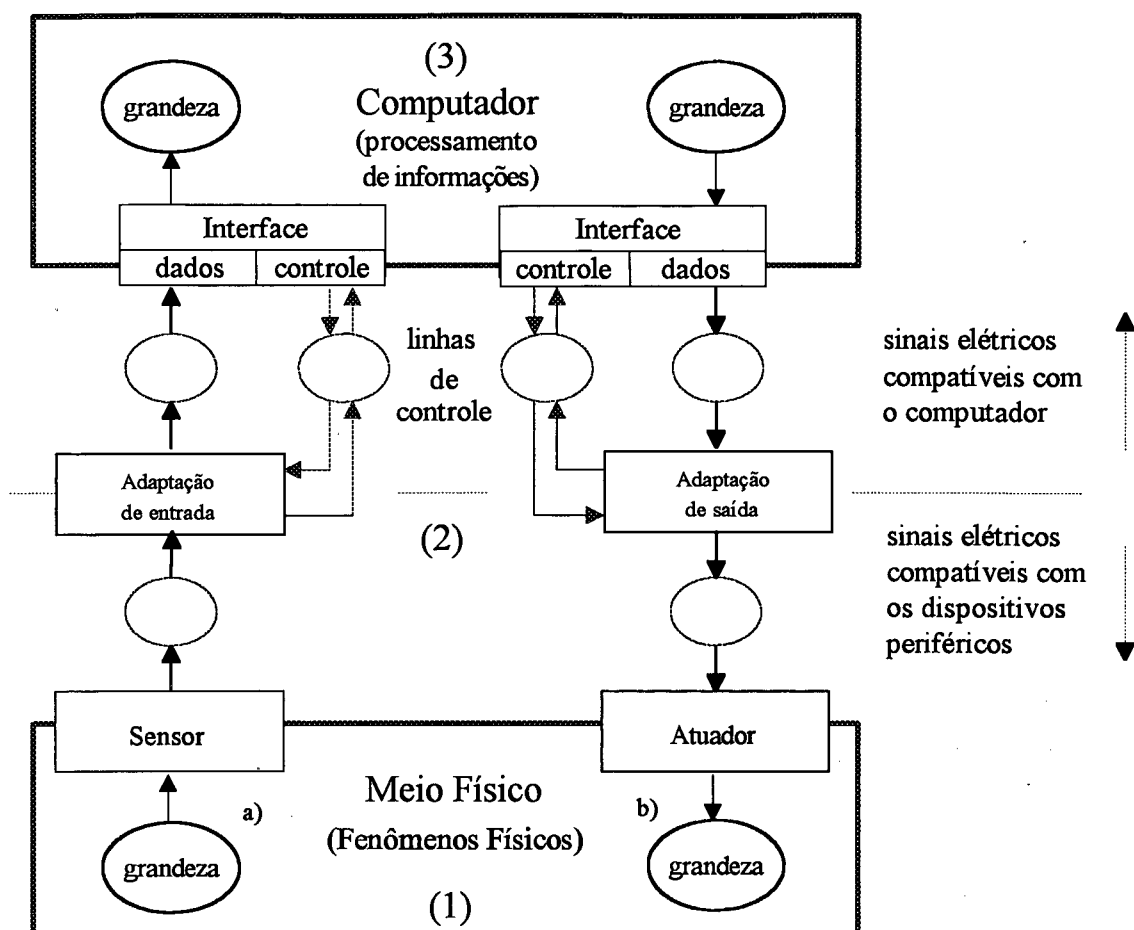 (3)
Computador
(processamento
de informações)
grandeza
grandeza
Interface
dados
controle
Interface
controle
dados
linhas
de
controle
sinais elétricos
compatíveis com
o computador
Adaptação
de entrada
Adaptação
de saída
(2)
sinais elétricos
compatíveis com
os dispositivos
periféricos
Sensor
Atuador
Meio Físico
(Fenômenos Físicos)
a)
b)
grandeza
grandeza
(1)